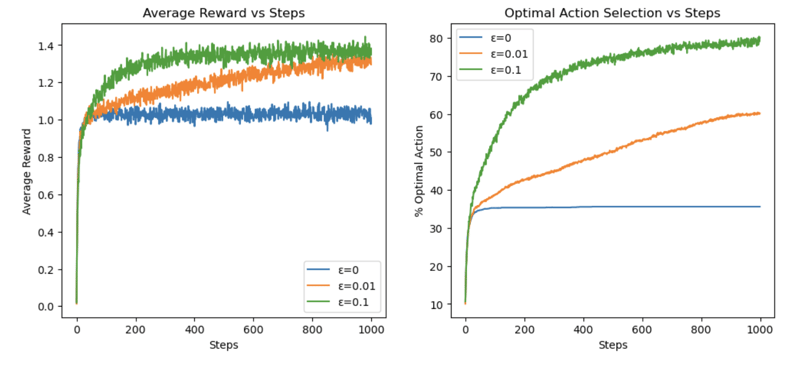 Average Reward vs Steps
1.4
1.2
1.0
0.8
0.6
0.4
0.2
0.0
Average Reward
0 200 400 600 800 1000
Steps
ε=0
ε=0.01
ε=0.1
Optimal Action Selection vs Steps
80
70
60
50
40
30
20
10
% Optimal Action
0 200 400 600 800 1000
Steps
ε=0
ε=0.01
ε=0.1